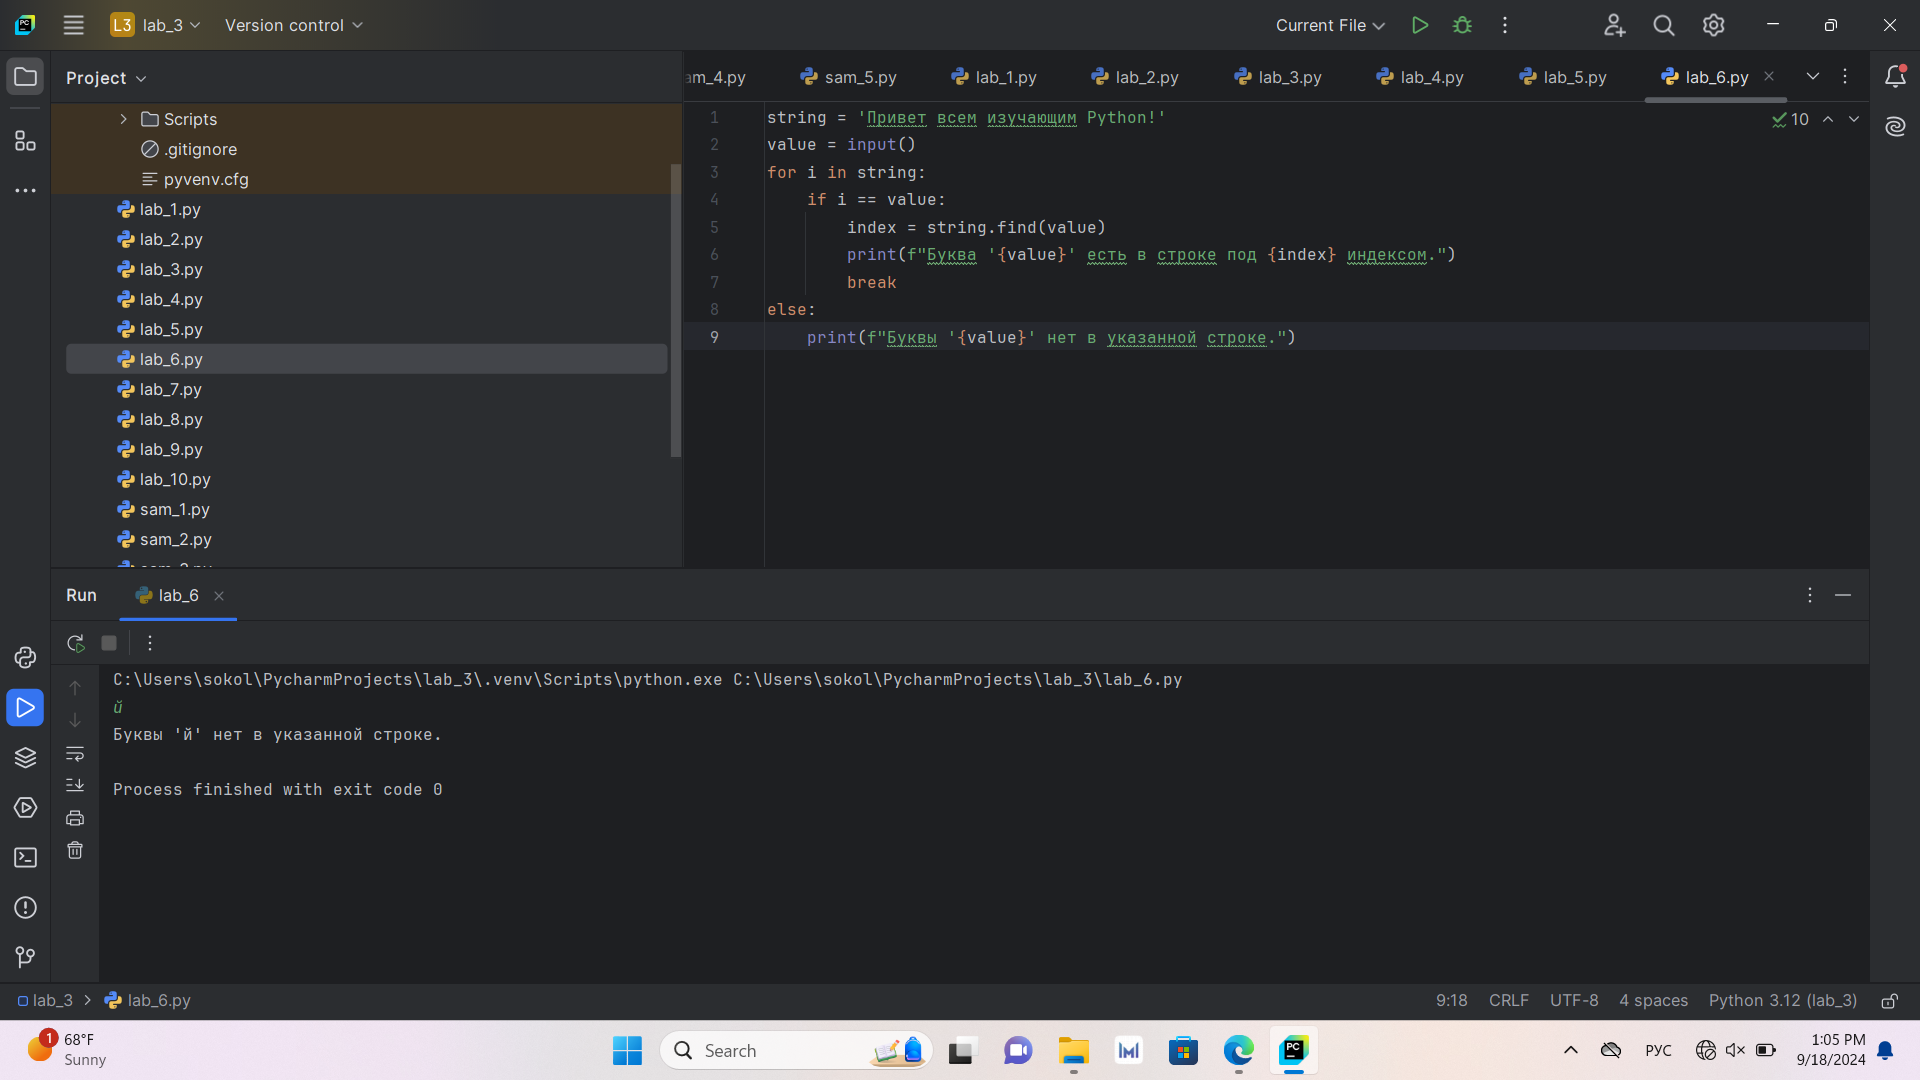 L3 lab_3 Version control Current File
Project
am_4.py sam_5.py lab_1.py lab_2.py lab_3.py lab_4.py lab_5.py lab_6.py
Scripts
.gitignore
pyvenv.cfg
lab_1.py
lab_2.py
lab_3.py
lab_4.py
lab_5.py
lab_6.py
lab_7.py
lab_8.py
lab_9.py
lab_10.py
sam_1.py
sam_2.py
10
1 string = 'Привет всем изучающим Python!'
2 value = input()
3 for i in string:
4 if i == value:
5 index = string.find(value)
6 print(f"Буква '{value}' есть в строке под {index} индексом.")
7 break
8 else:
9 print(f"Буквы '{value}' нет в указанной строке.")
Run lab_6
C:\Users\sokol\PycharmProjects\lab_3\.venv\Scripts\python.exe C:\Users\sokol\PycharmProjects\lab_3\lab_6.py
й
Буквы 'й' нет в указанной строке.
Process finished with exit code 0
lab_3 lab_6.py 9:18 CRLF UTF-8 4 spaces Python 3.12 (lab_3)
1 68°F
Sunny
Search
PC
РУС
1:05 PM
9/18/2024